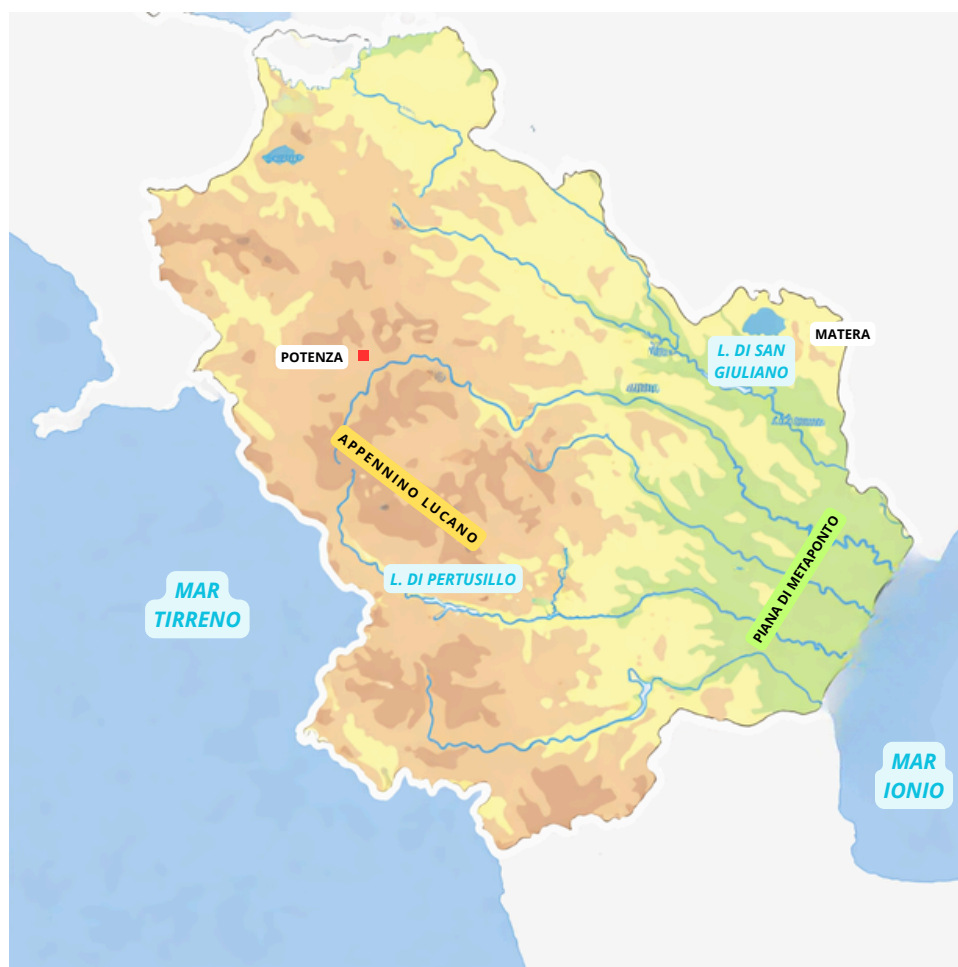 MATERA
L. DI SAN
GIULIANO
POTENZA
APPENNINO LUCANO
PIANA DI METAPONTO
L. DI PERTUSILLO
MAR
TIRRENO
MAR
IONIO